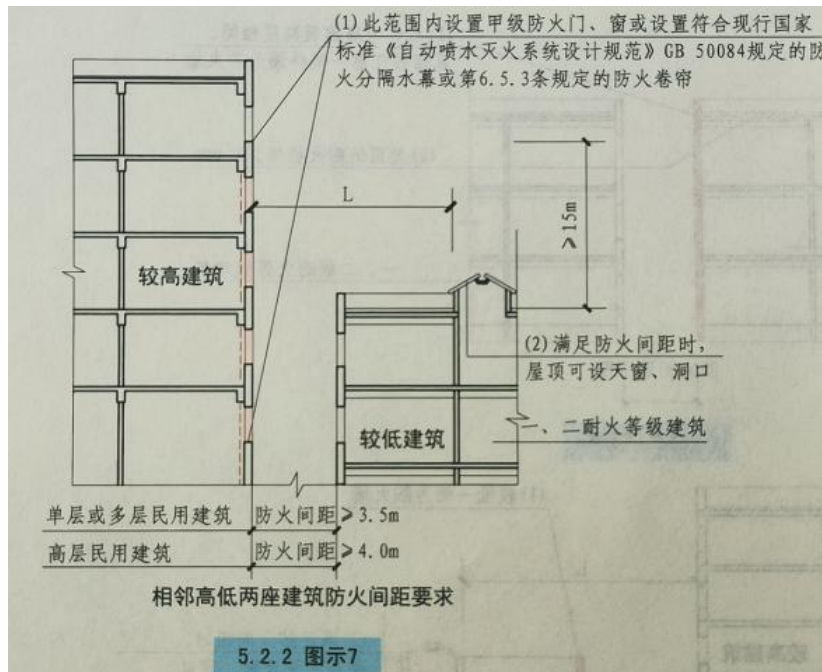 (1)此范围内设置甲级防火门、窗或设置符合现行国家
标准《自动喷水灭火系统设计规范》GB 50084规定的防
火分隔水幕或第6.5.3条规定的防火卷帘
L
≥15m
较高建筑
(2)满足防火间距时，
屋顶可设天窗、洞口
较低建筑
一、二耐火等级建筑
单层或多层民用建筑 防火间距≥3.5m
高层民用建筑 防火间距≥4.0m
相邻高低两座建筑防火间距要求
5.2.2 图示7